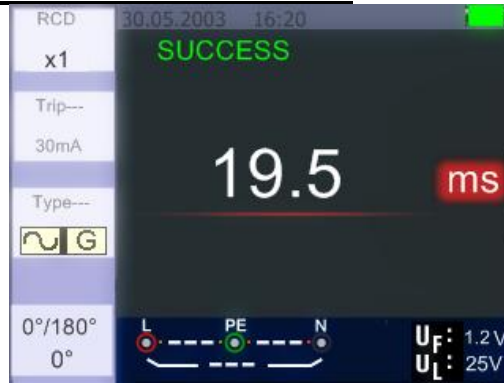 RCD 30.05.2003 16:20
x1 SUCCESS
Trip---
30mA
19.5 ms
Type---
G
0°/180° L PE N UF: 1.2V
0° UL: 25V